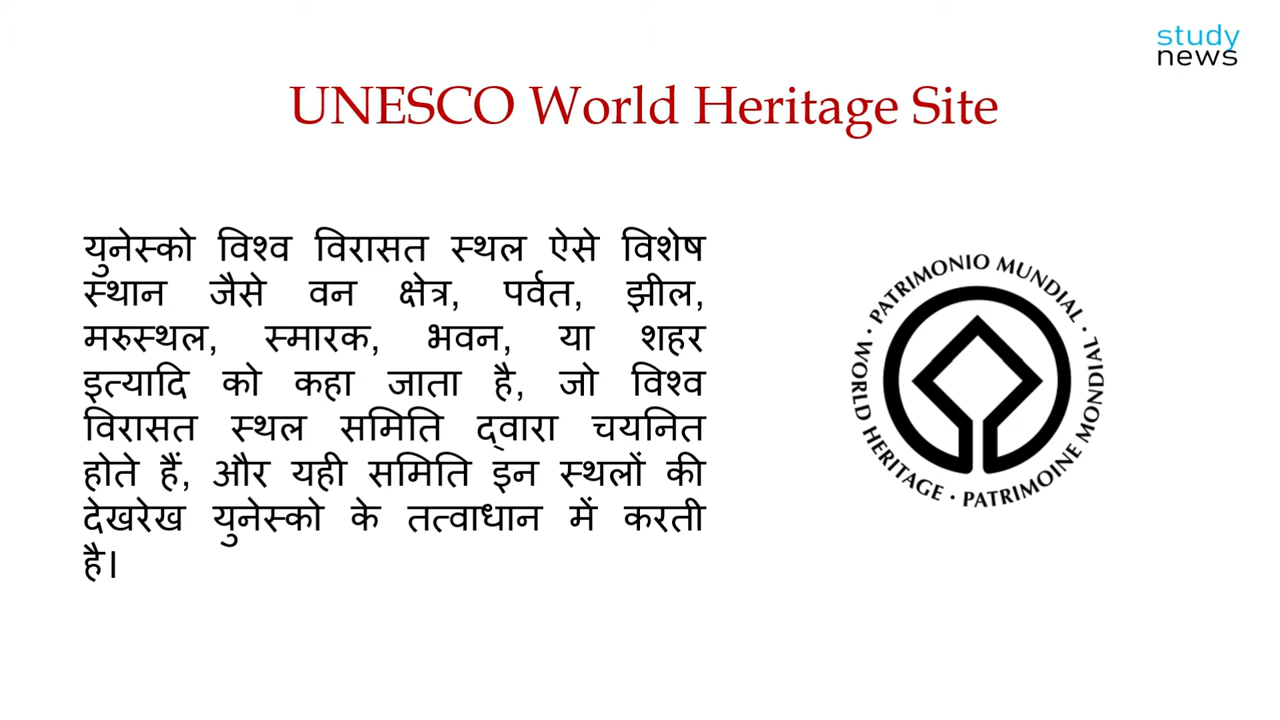 study
news
UNESCO World Heritage Site
युनेस्को विश्व विरासत स्थल ऐसे विशेष
स्थान जैसे वन क्षेत्र, पर्वत, झील,
मरुस्थल, स्मारक, भवन, या शहर
इत्यादि को कहा जाता है, जो विश्व
विरासत स्थल समिति द्वारा चयनित
होते हैं, और यही समिति इन स्थलों की
देखरेख युनेस्को के तत्वाधान में करती
है।
· PATRIMONIO MUNDIAL · WORLD HERITAGE · PATRIMOINE MONDIAL